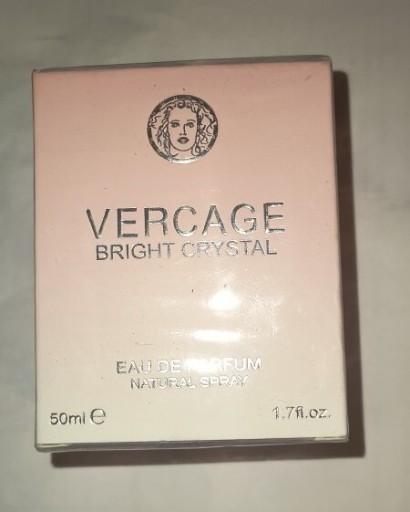 VERCAGE
BRIGHT CRYSTAL
EAU DE PARFUM
NATURAL SPRAY
50ml ℮
1.7fl.oz.